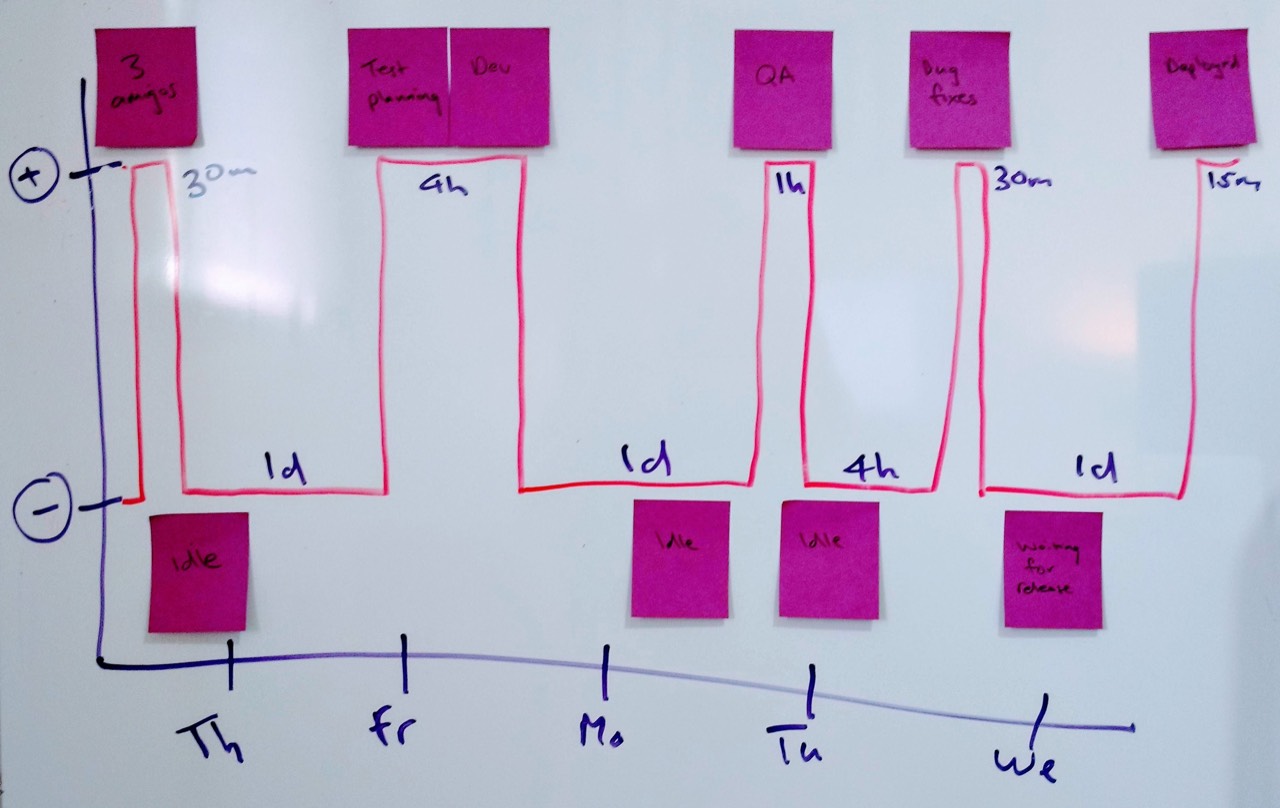 3
amigos
Test
planning
Dev
QA
Bug
fixes
Deployed
+
30m
4h
1h
30m
15m
1d
1d
4h
1d
-
Idle
Idle
Idle
Waiting
for
release
Th
Fr
Mo
Tu
We